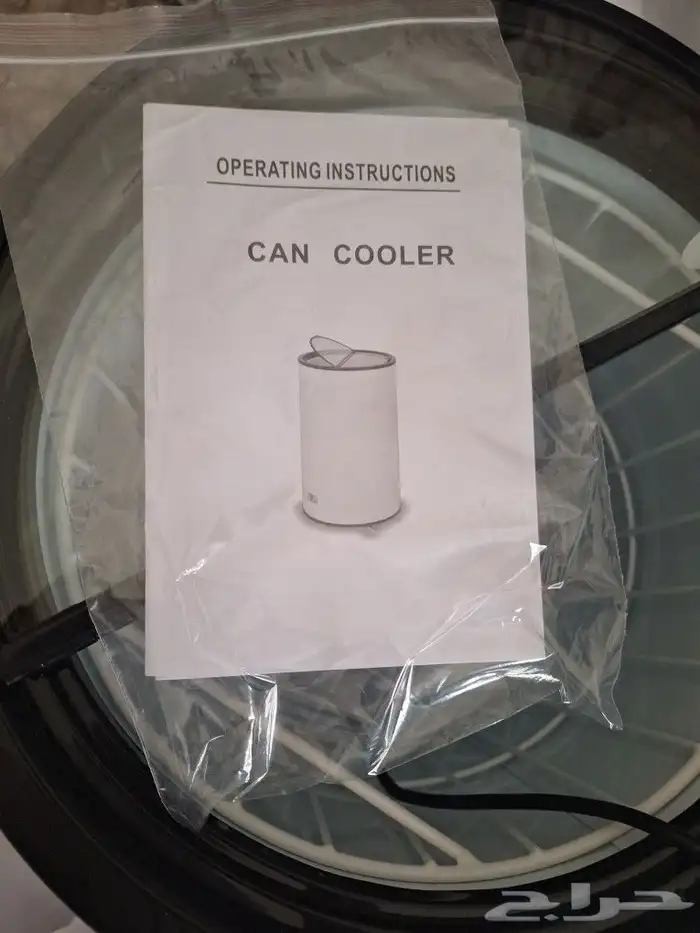 OPERATING INSTRUCTIONS
CAN COOLER
حراج